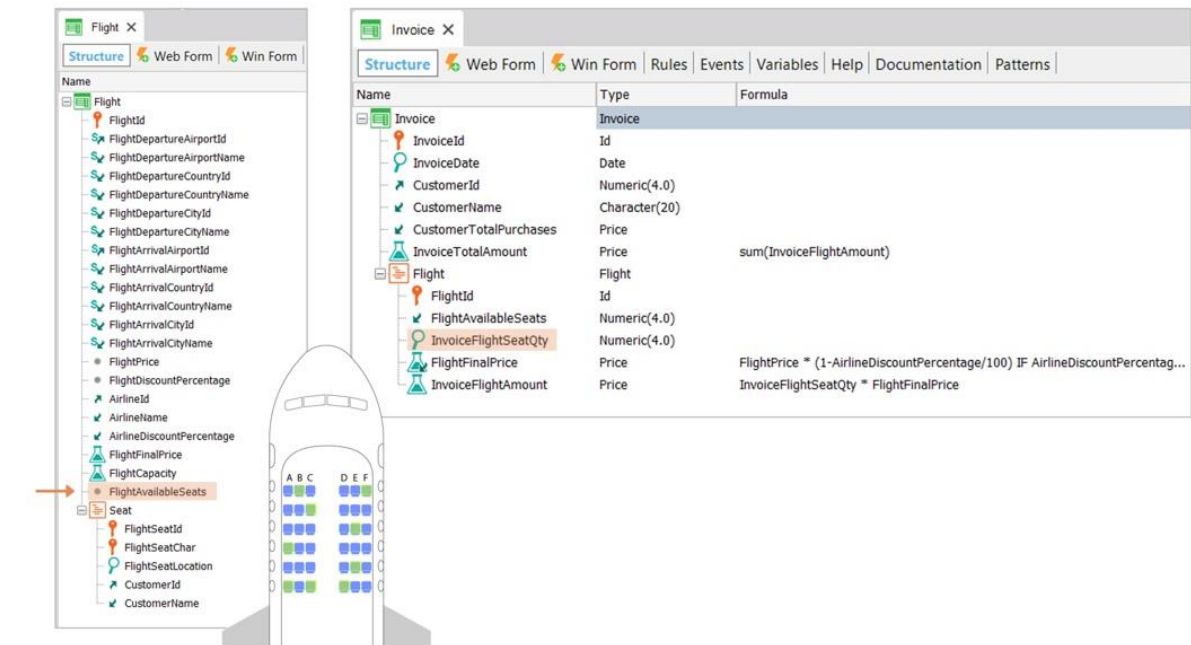 Flight
Structure Web Form Win Form
Name
Flight
FlightId
FlightDepartureAirportId
FlightDepartureAirportName
FlightDepartureCountryId
FlightDepartureCountryName
FlightDepartureCityId
FlightDepartureCityName
FlightArrivalAirportId
FlightArrivalAirportName
FlightArrivalCountryId
FlightArrivalCountryName
FlightArrivalCityId
FlightArrivalCityName
FlightPrice
FlightDiscountPercentage
AirlineId
AirlineName
AirlineDiscountPercentage
FlightFinalPrice
FlightCapacity
FlightAvailableSeats
Seat
FlightSeatId
FlightSeatChar
FlightSeatLocation
CustomerId
CustomerName
A B C D E F
Invoice
Structure Web Form Win Form Rules Events Variables Help Documentation Patterns
Name Type Formula
Invoice Invoice
InvoiceId Id
InvoiceDate Date
CustomerId Numeric(4.0)
CustomerName Character(20)
CustomerTotalPurchases Price
InvoiceTotalAmount Price sum(InvoiceFlightAmount)
Flight Flight
FlightId Id
FlightAvailableSeats Numeric(4.0)
InvoiceFlightSeatQty Numeric(4.0)
FlightFinalPrice Price FlightPrice * (1-AirlineDiscountPercentage/100) IF AirlineDiscountPercentag...
InvoiceFlightAmount Price InvoiceFlightSeatQty * FlightFinalPrice